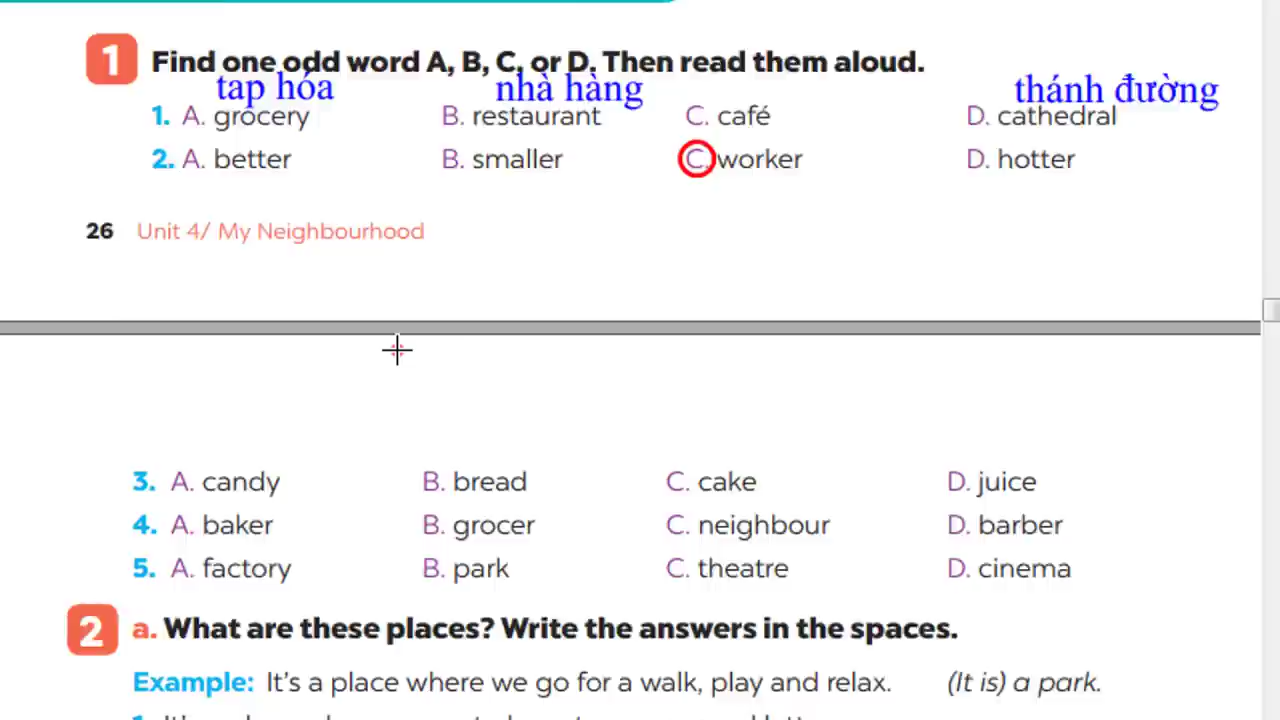 1 Find one odd word A, B, C, or D. Then read them aloud.
tap hóa nhà hàng thánh đường
1. A. grocery B. restaurant C. café D. cathedral
2. A. better B. smaller C. worker D. hotter
26 Unit 4/ My Neighbourhood
3. A. candy B. bread C. cake D. juice
4. A. baker B. grocer C. neighbour D. barber
5. A. factory B. park C. theatre D. cinema
2 a. What are these places? Write the answers in the spaces.
Example: It's a place where we go for a walk, play and relax. (It is) a park.